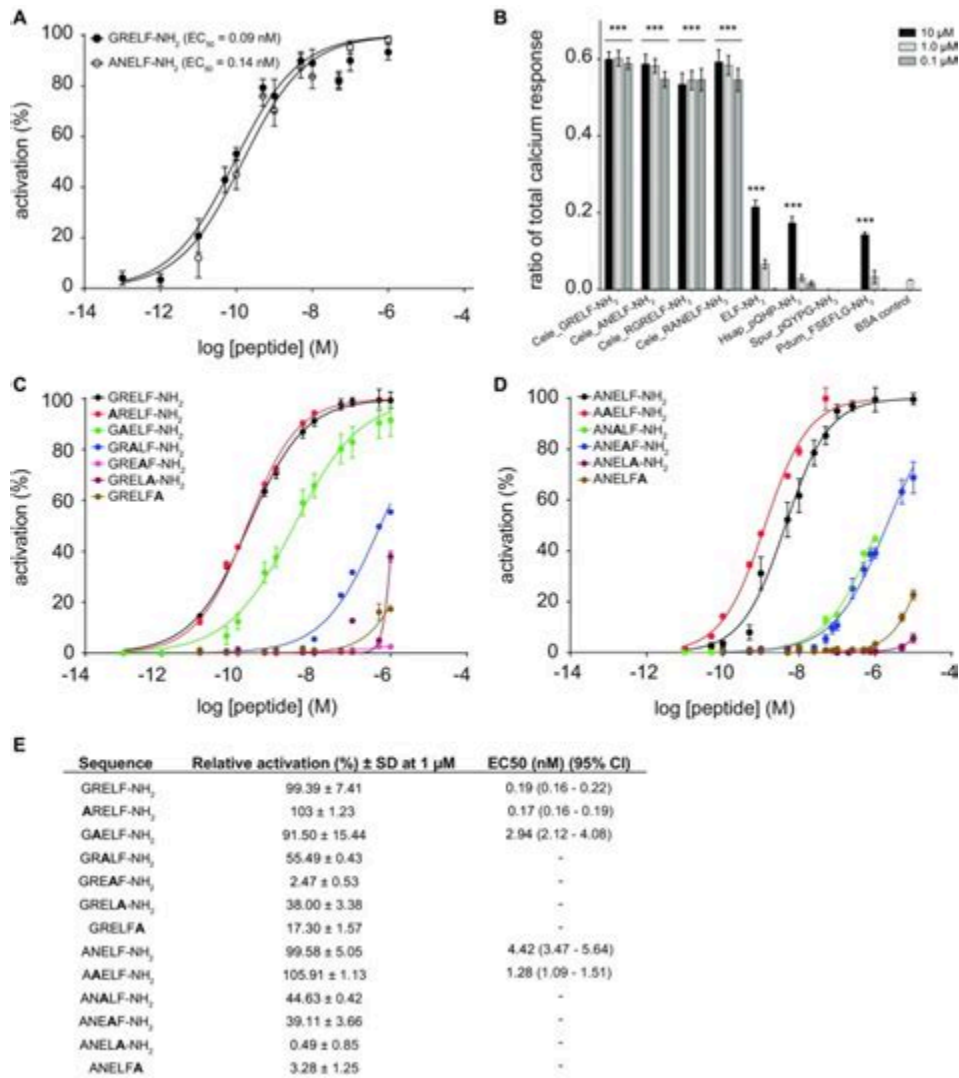 A
GRELF-NH2 (EC50 = 0.09 nM)
ANELF-NH2 (EC50 = 0.14 nM)
activation (%)
100
80
60
40
20
0
-14
-12
-10
-8
-6
-4
log [peptide] (M)
B
***
***
***
***
10 µM
1.0 µM
0.1 µM
ratio of total calcium response
0.6
0.4
0.2
0.0
***
***
***
Cele_GRELF-NH2
Cele_ANELF-NH2
Cele_RGRELF-NH2
Cele_RANELF-NH2
ELF-NH2
Hsap_pQHP-NH2
Spur_pQYPG-NH2
Pdum_FSEFLG-NH2
BSA control
C
GRELF-NH2
ARELF-NH2
GAELF-NH2
GRALF-NH2
GREAF-NH2
GRELA-NH2
GRELFA
activation (%)
100
80
60
40
20
0
-14
-12
-10
-8
-6
-4
log [peptide] (M)
D
ANELF-NH2
AAELF-NH2
ANALF-NH2
ANEAF-NH2
ANELA-NH2
ANELFA
activation (%)
100
80
60
40
20
0
-14
-12
-10
-8
-6
-4
log [peptide] (M)
E
Sequence Relative activation (%) ± SD at 1 µM EC50 (nM) (95% CI)
GRELF-NH2 99.39 ± 7.41 0.19 (0.16 - 0.22)
ARELF-NH2 103 ± 1.23 0.17 (0.16 - 0.19)
GAELF-NH2 91.50 ± 15.44 2.94 (2.12 - 4.08)
GRALF-NH2 55.49 ± 0.43 -
GREAF-NH2 2.47 ± 0.53 -
GRELA-NH2 38.00 ± 3.38 -
GRELFA 17.30 ± 1.57 -
ANELF-NH2 99.58 ± 5.05 4.42 (3.47 - 5.64)
AAELF-NH2 105.91 ± 1.13 1.28 (1.09 - 1.51)
ANALF-NH2 44.63 ± 0.42 -
ANEAF-NH2 39.11 ± 3.66 -
ANELA-NH2 0.49 ± 0.85 -
ANELFA 3.28 ± 1.25 -